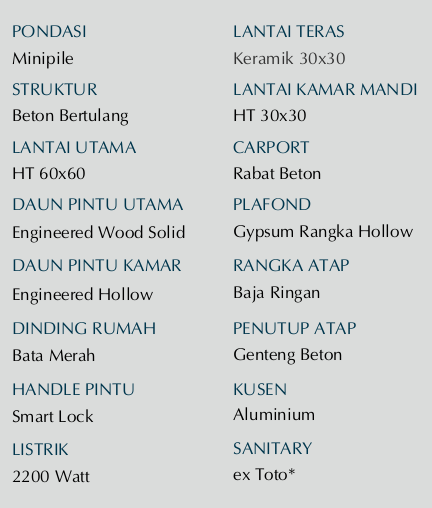 PONDASI
Minipile
STRUKTUR
Beton Bertulang
LANTAI UTAMA
HT 60x60
DAUN PINTU UTAMA
Engineered Wood Solid
DAUN PINTU KAMAR
Engineered Hollow
DINDING RUMAH
Bata Merah
HANDLE PINTU
Smart Lock
LISTRIK
2200 Watt
LANTAI TERAS
Keramik 30x30
LANTAI KAMAR MANDI
HT 30x30
CARPORT
Rabat Beton
PLAFOND
Gypsum Rangka Hollow
RANGKA ATAP
Baja Ringan
PENUTUP ATAP
Genteng Beton
KUSEN
Aluminium
SANITARY
ex Toto*